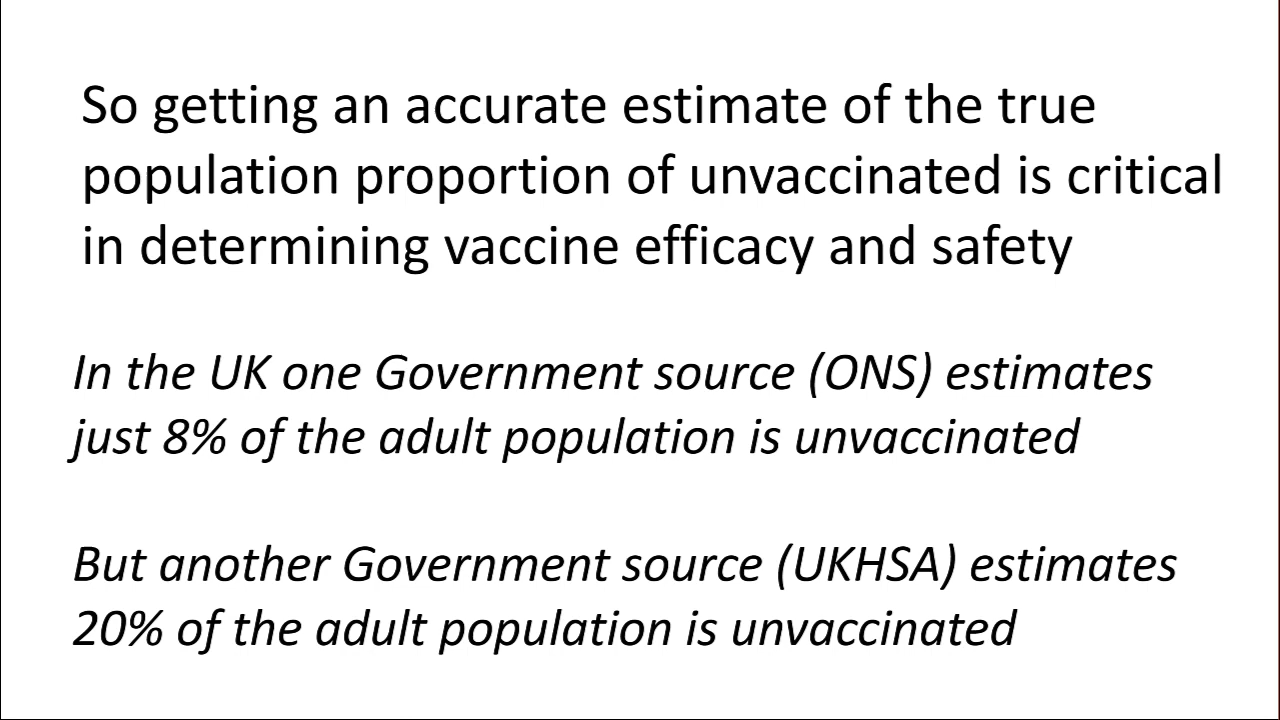 So getting an accurate estimate of the true
population proportion of unvaccinated is critical
in determining vaccine efficacy and safety
In the UK one Government source (ONS) estimates
just 8% of the adult population is unvaccinated
But another Government source (UKHSA) estimates
20% of the adult population is unvaccinated